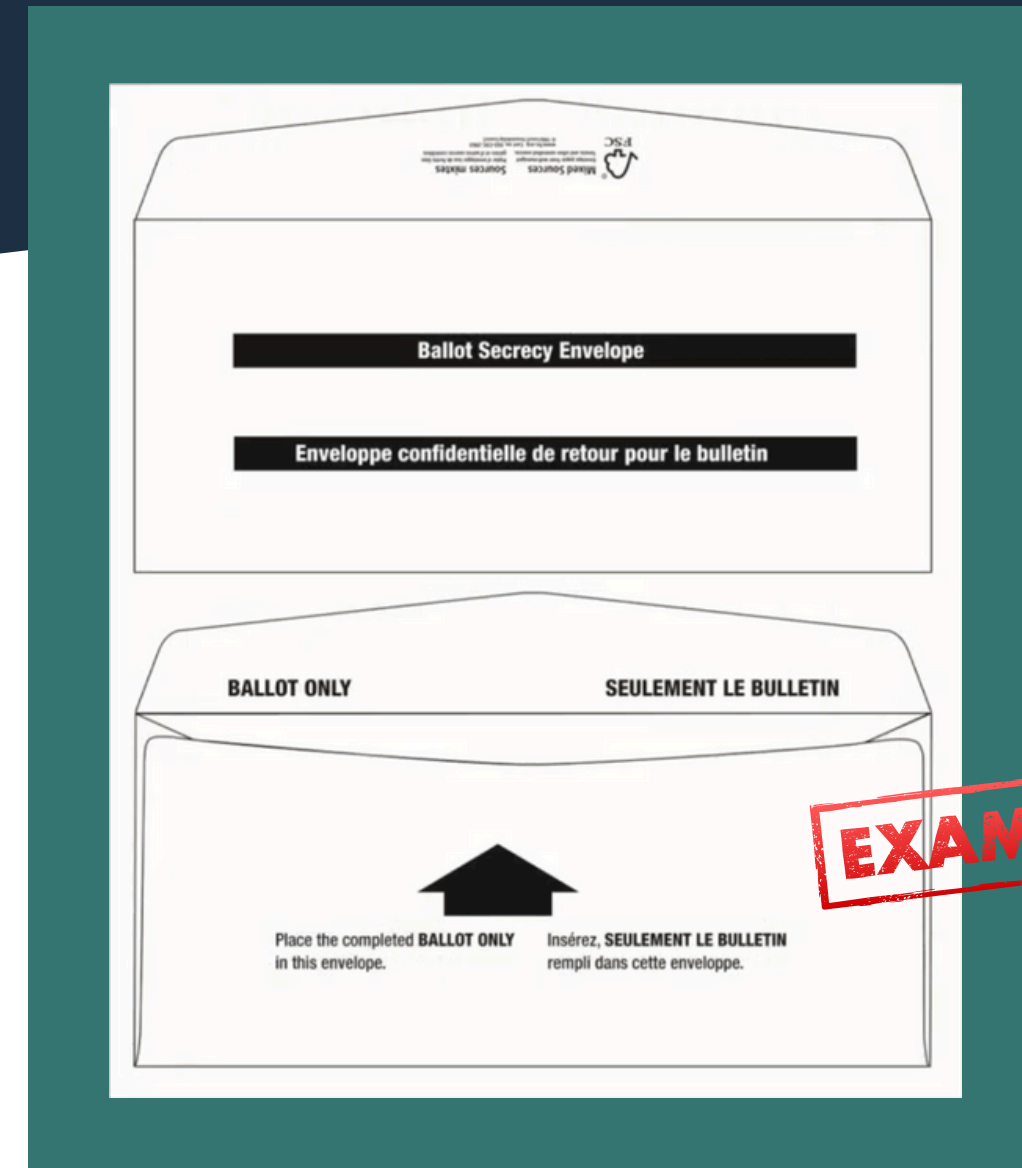 FSC
Mixed Sources
Sources mixtes
Ballot Secrecy Envelope
Enveloppe confidentielle de retour pour le bulletin
BALLOT ONLY
SEULEMENT LE BULLETIN
EXAM
Place the completed BALLOT ONLY
in this envelope.
Insérez, SEULEMENT LE BULLETIN
rempli dans cette enveloppe.